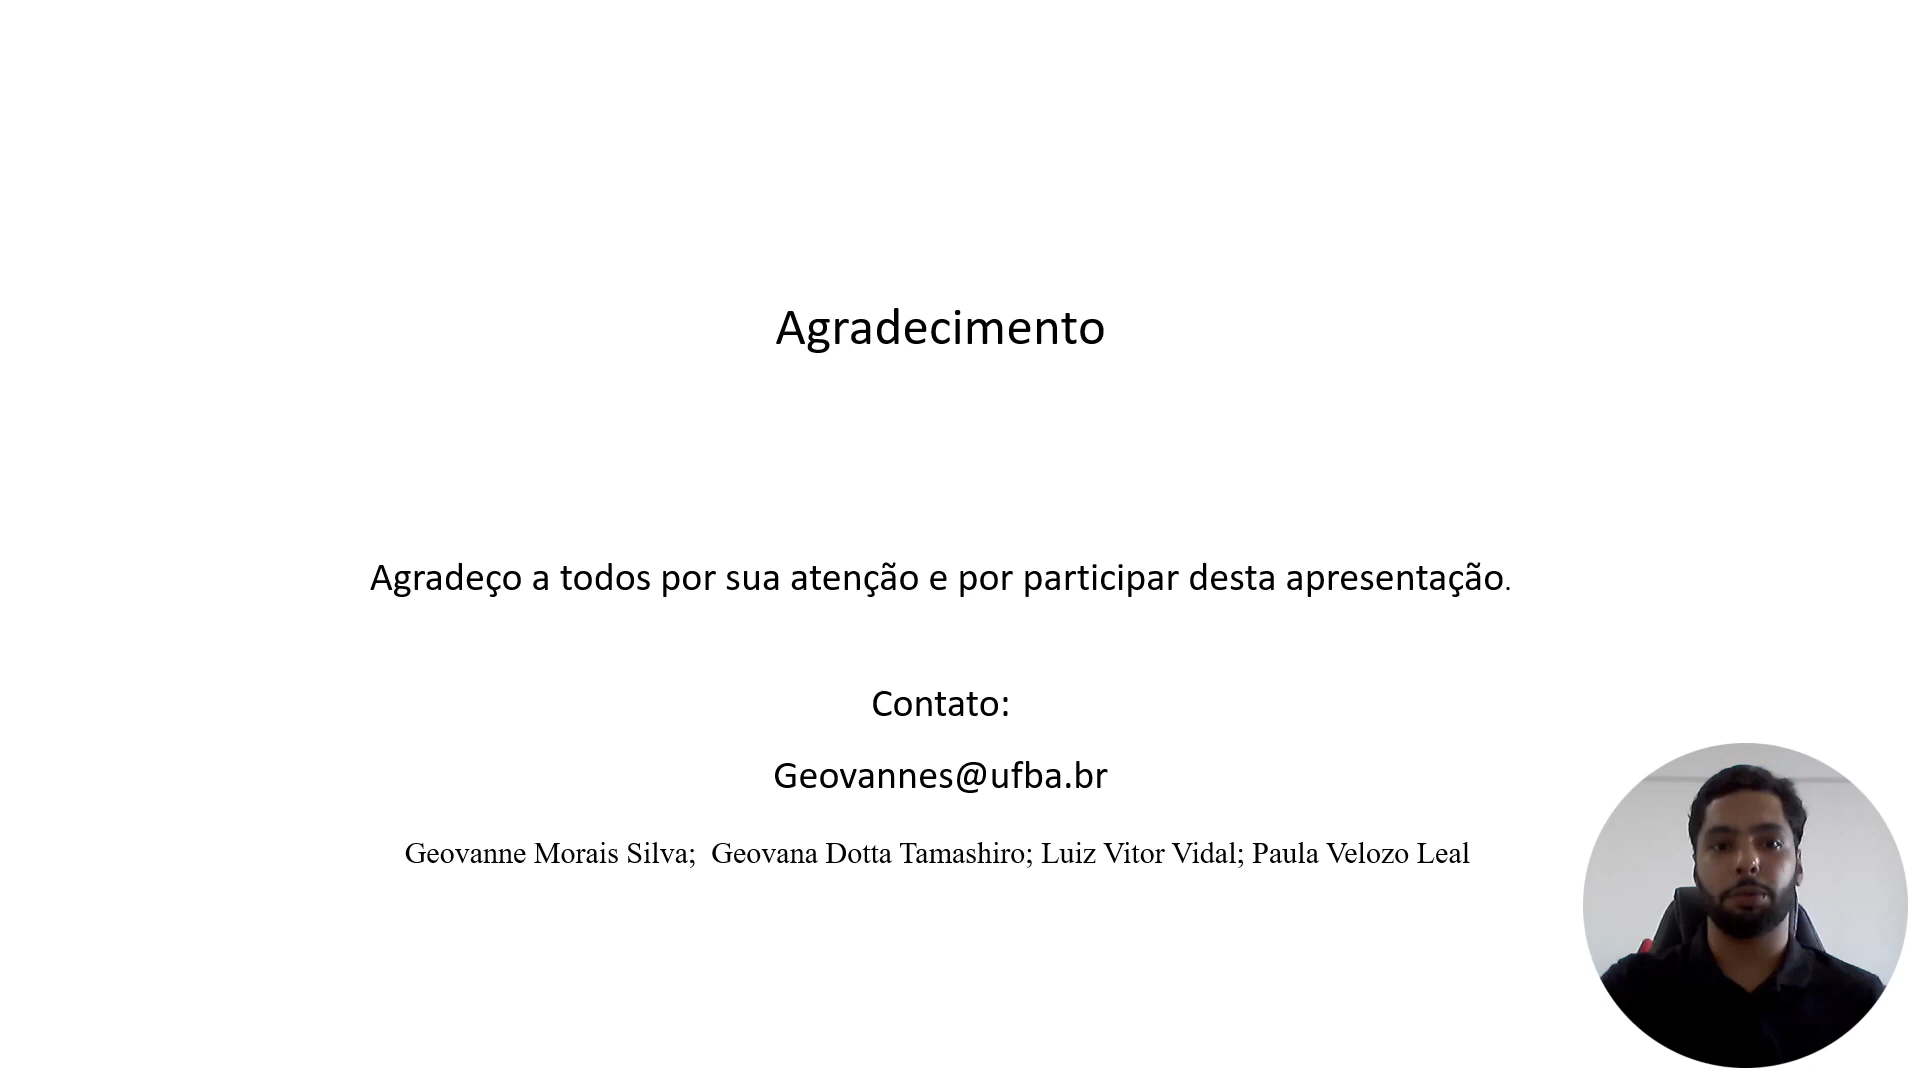 Agradecimento
Agradeço a todos por sua atenção e por participar desta apresentação.
Contato:
Geovannes@ufba.br
Geovanne Morais Silva;  Geovana Dotta Tamashiro; Luiz Vitor Vidal; Paula Velozo Leal